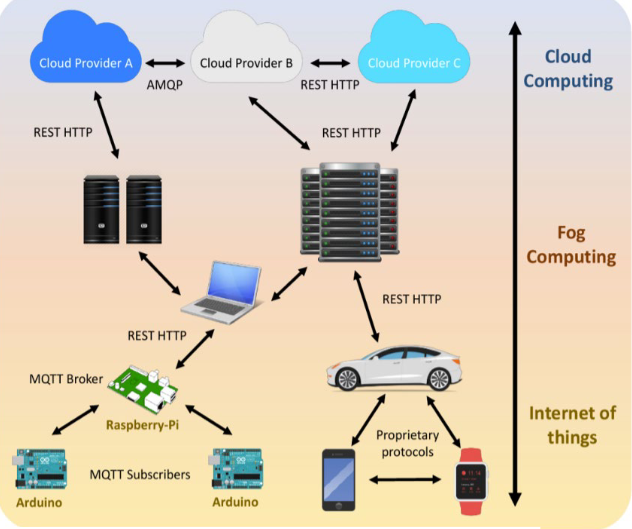 Cloud Provider A
Cloud Provider B
Cloud Provider C
Cloud
Computing
AMQP
REST HTTP
REST HTTP
REST HTTP
Fog
Computing
REST HTTP
REST HTTP
MQTT Broker
Raspberry-Pi
Internet of
things
Proprietary
protocols
MQTT Subscribers
Arduino
Arduino